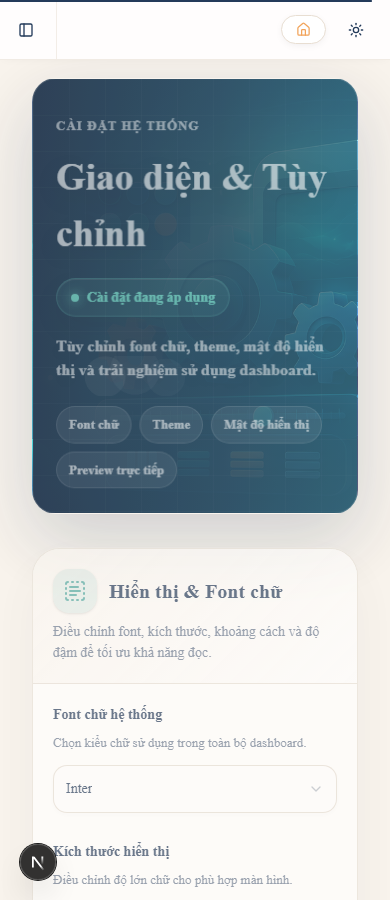 CÀI ĐẶT HỆ THỐNG
Giao diện & Tùy
chỉnh
Cài đặt đang áp dụng
Tùy chỉnh font chữ, theme, mật độ hiển
thị và trải nghiệm sử dụng dashboard.
Font chữ
Theme
Mật độ hiển thị
Preview trực tiếp
Hiển thị & Font chữ
Điều chỉnh font, kích thước, khoảng cách và độ
đậm để tối ưu khả năng đọc.
Font chữ hệ thống
Chọn kiểu chữ sử dụng trong toàn bộ dashboard.
Inter
N
Kích thước hiển thị
Điều chỉnh độ lớn chữ cho phù hợp màn hình.